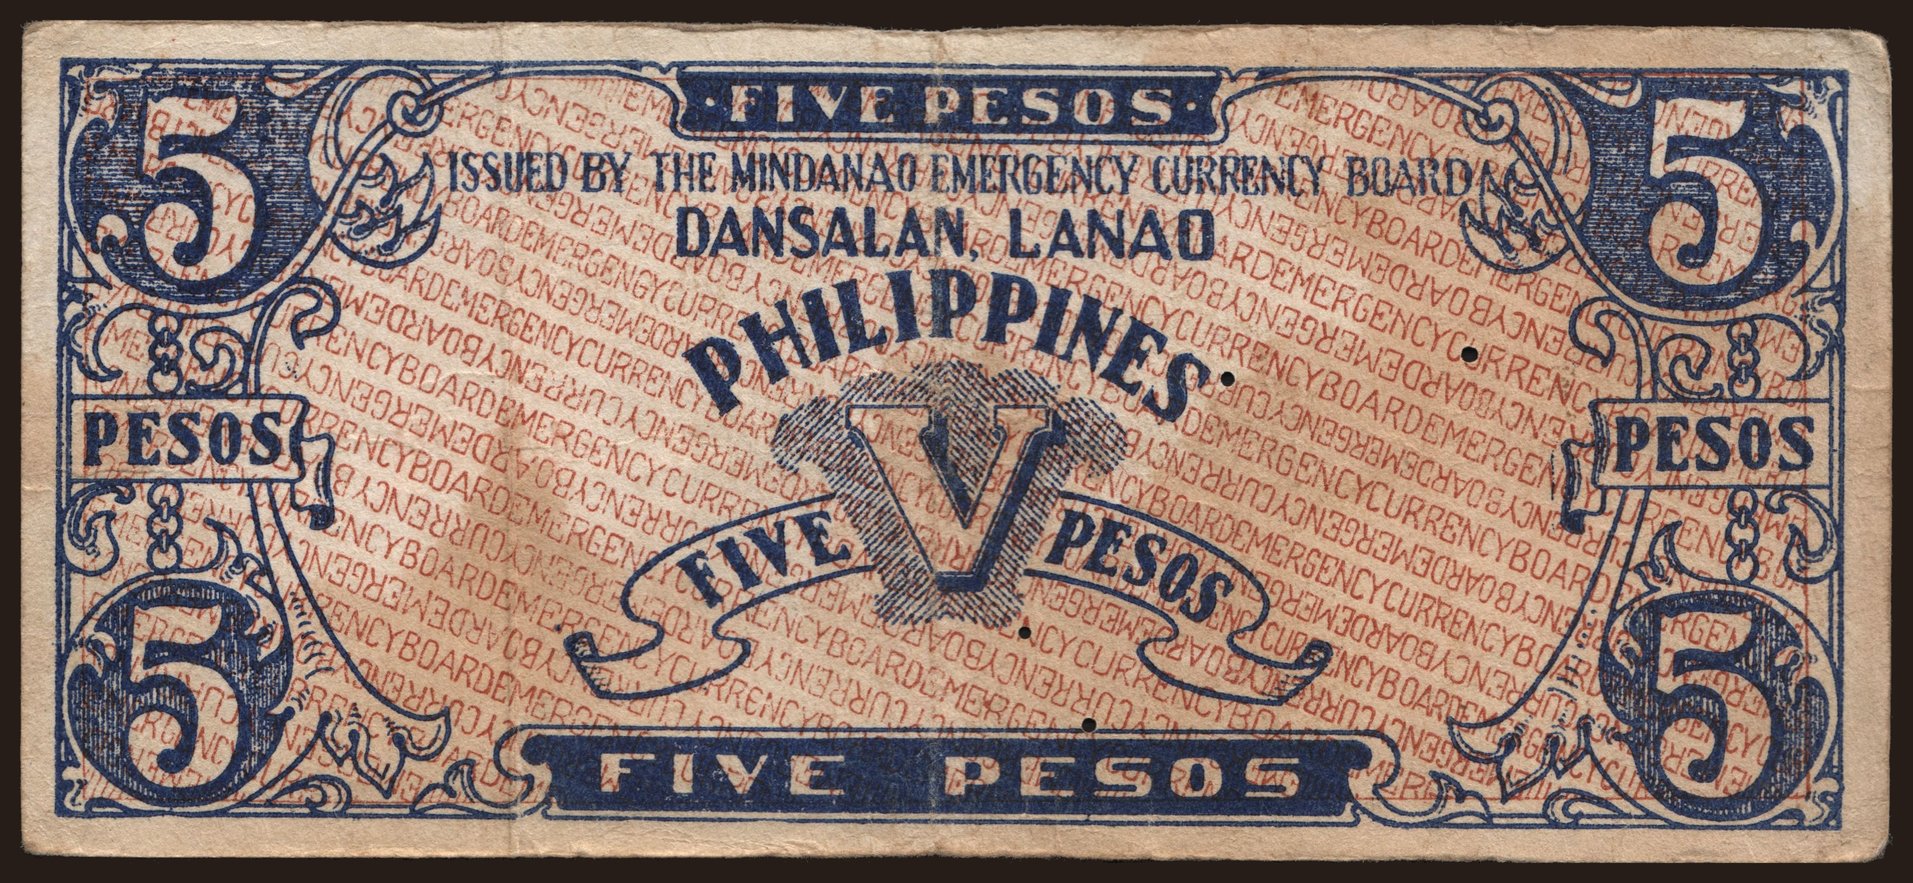 5 · FIVE PESOS · 5
ISSUED BY THE MINDANAO EMERGENCY CURRENCY BOARD
DANSALAN, LANAO
PHILIPPINES
PESOS V PESOS
FIVE PESOS
5 FIVE PESOS 5